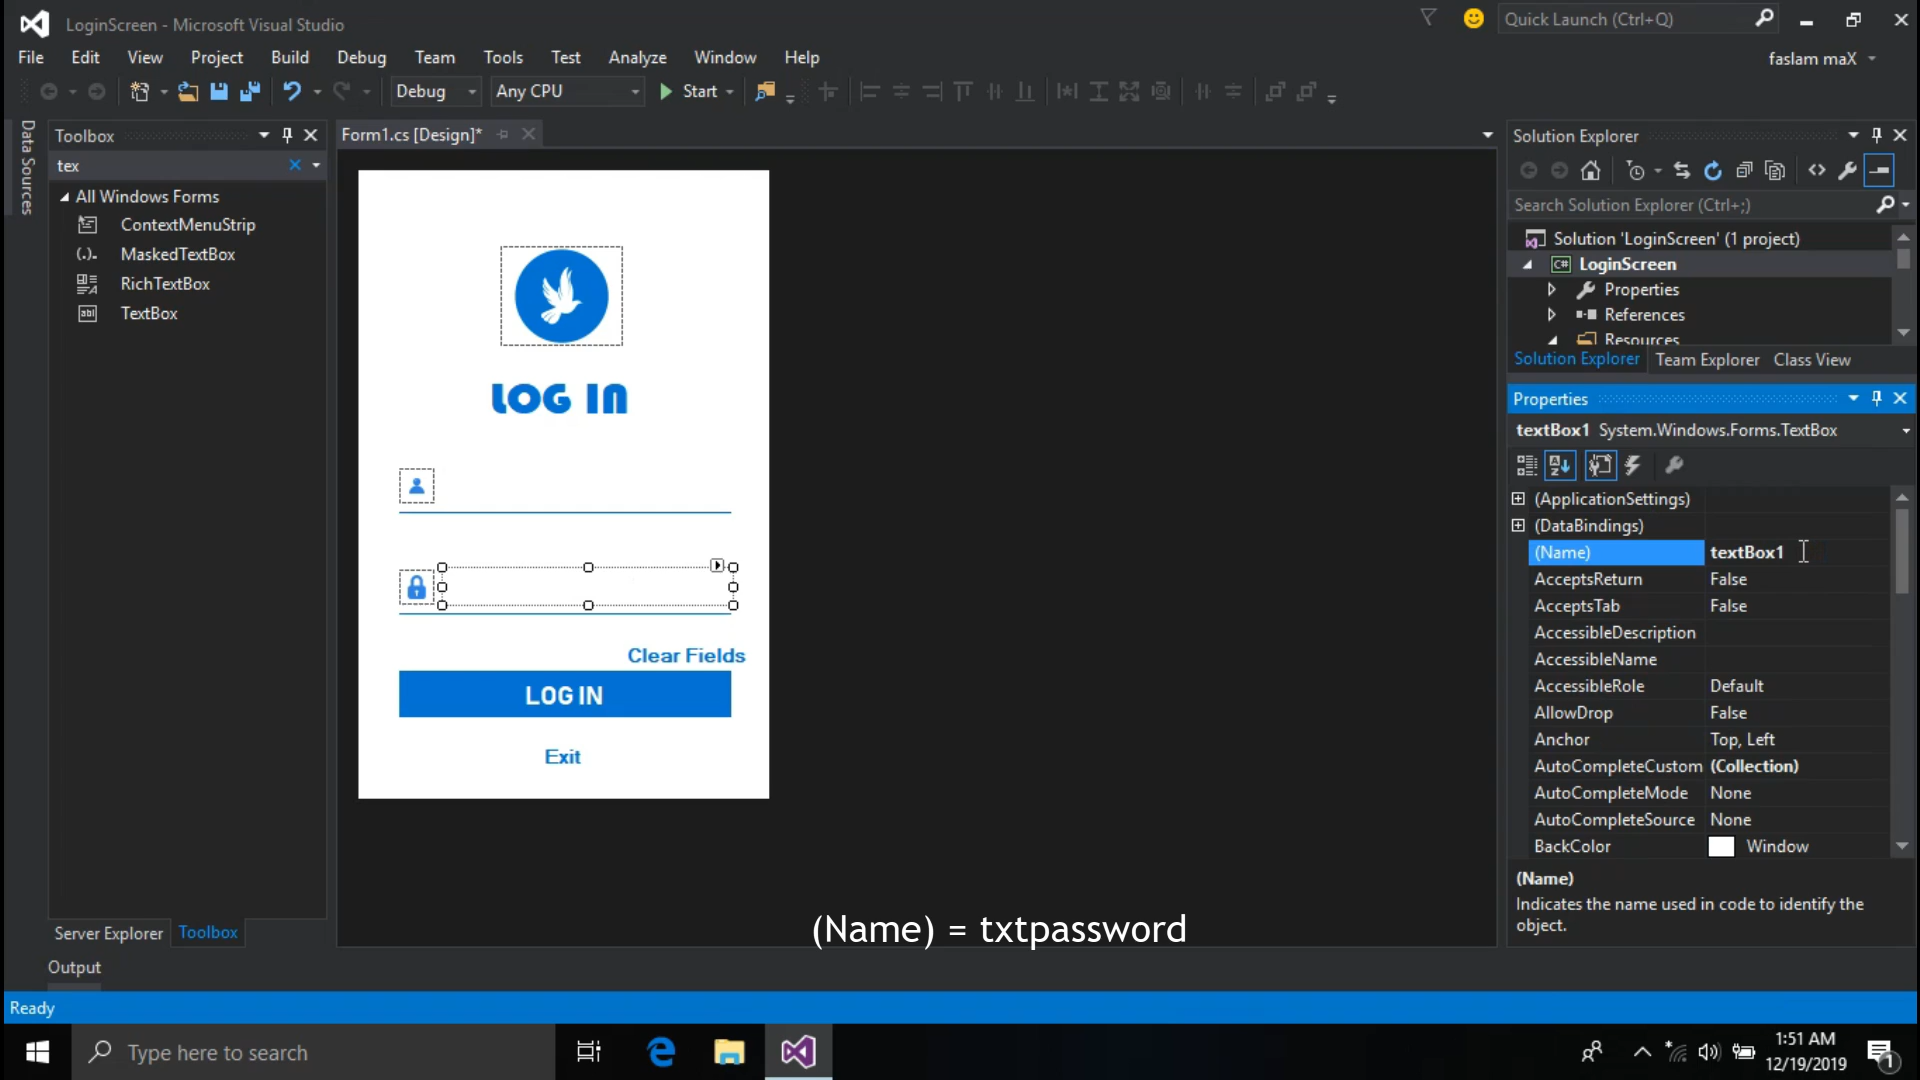 LoginScreen - Microsoft Visual Studio
Quick Launch (Ctrl+Q)
File Edit View Project Build Debug Team Tools Test Analyze Window Help
faslam maX
Debug Any CPU Start
Data Sources
Toolbox
tex
All Windows Forms
ContextMenuStrip
MaskedTextBox
RichTextBox
TextBox
Server Explorer Toolbox
Form1.cs [Design]*
LOG IN
Clear Fields
LOG IN
Exit
(Name) = txtpassword
Solution Explorer
Search Solution Explorer (Ctrl+;)
Solution 'LoginScreen' (1 project)
C# LoginScreen
Properties
References
Resources
Solution Explorer Team Explorer Class View
Properties
textBox1 System.Windows.Forms.TextBox
(ApplicationSettings)
(DataBindings)
(Name) textBox1
AcceptsReturn False
AcceptsTab False
AccessibleDescription
AccessibleName
AccessibleRole Default
AllowDrop False
Anchor Top, Left
AutoCompleteCustom (Collection)
AutoCompleteMode None
AutoCompleteSource None
BackColor Window
(Name)
Indicates the name used in code to identify the
object.
Output
Ready
Type here to search
1:51 AM
12/19/2019
1